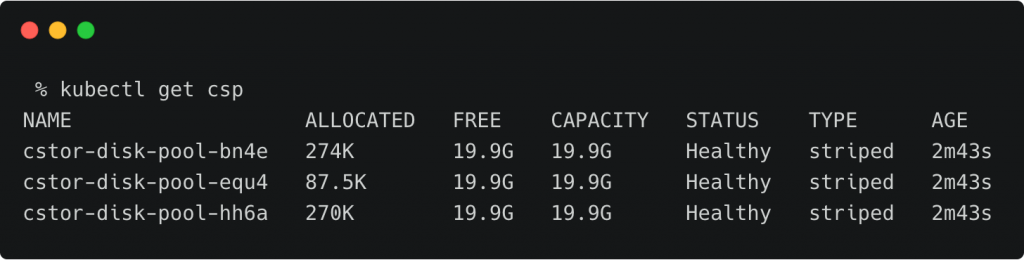 % kubectl get csp
NAME ALLOCATED FREE CAPACITY STATUS TYPE AGE
cstor-disk-pool-bn4e 274K 19.9G 19.9G Healthy striped 2m43s
cstor-disk-pool-equ4 87.5K 19.9G 19.9G Healthy striped 2m43s
cstor-disk-pool-hh6a 270K 19.9G 19.9G Healthy striped 2m43s